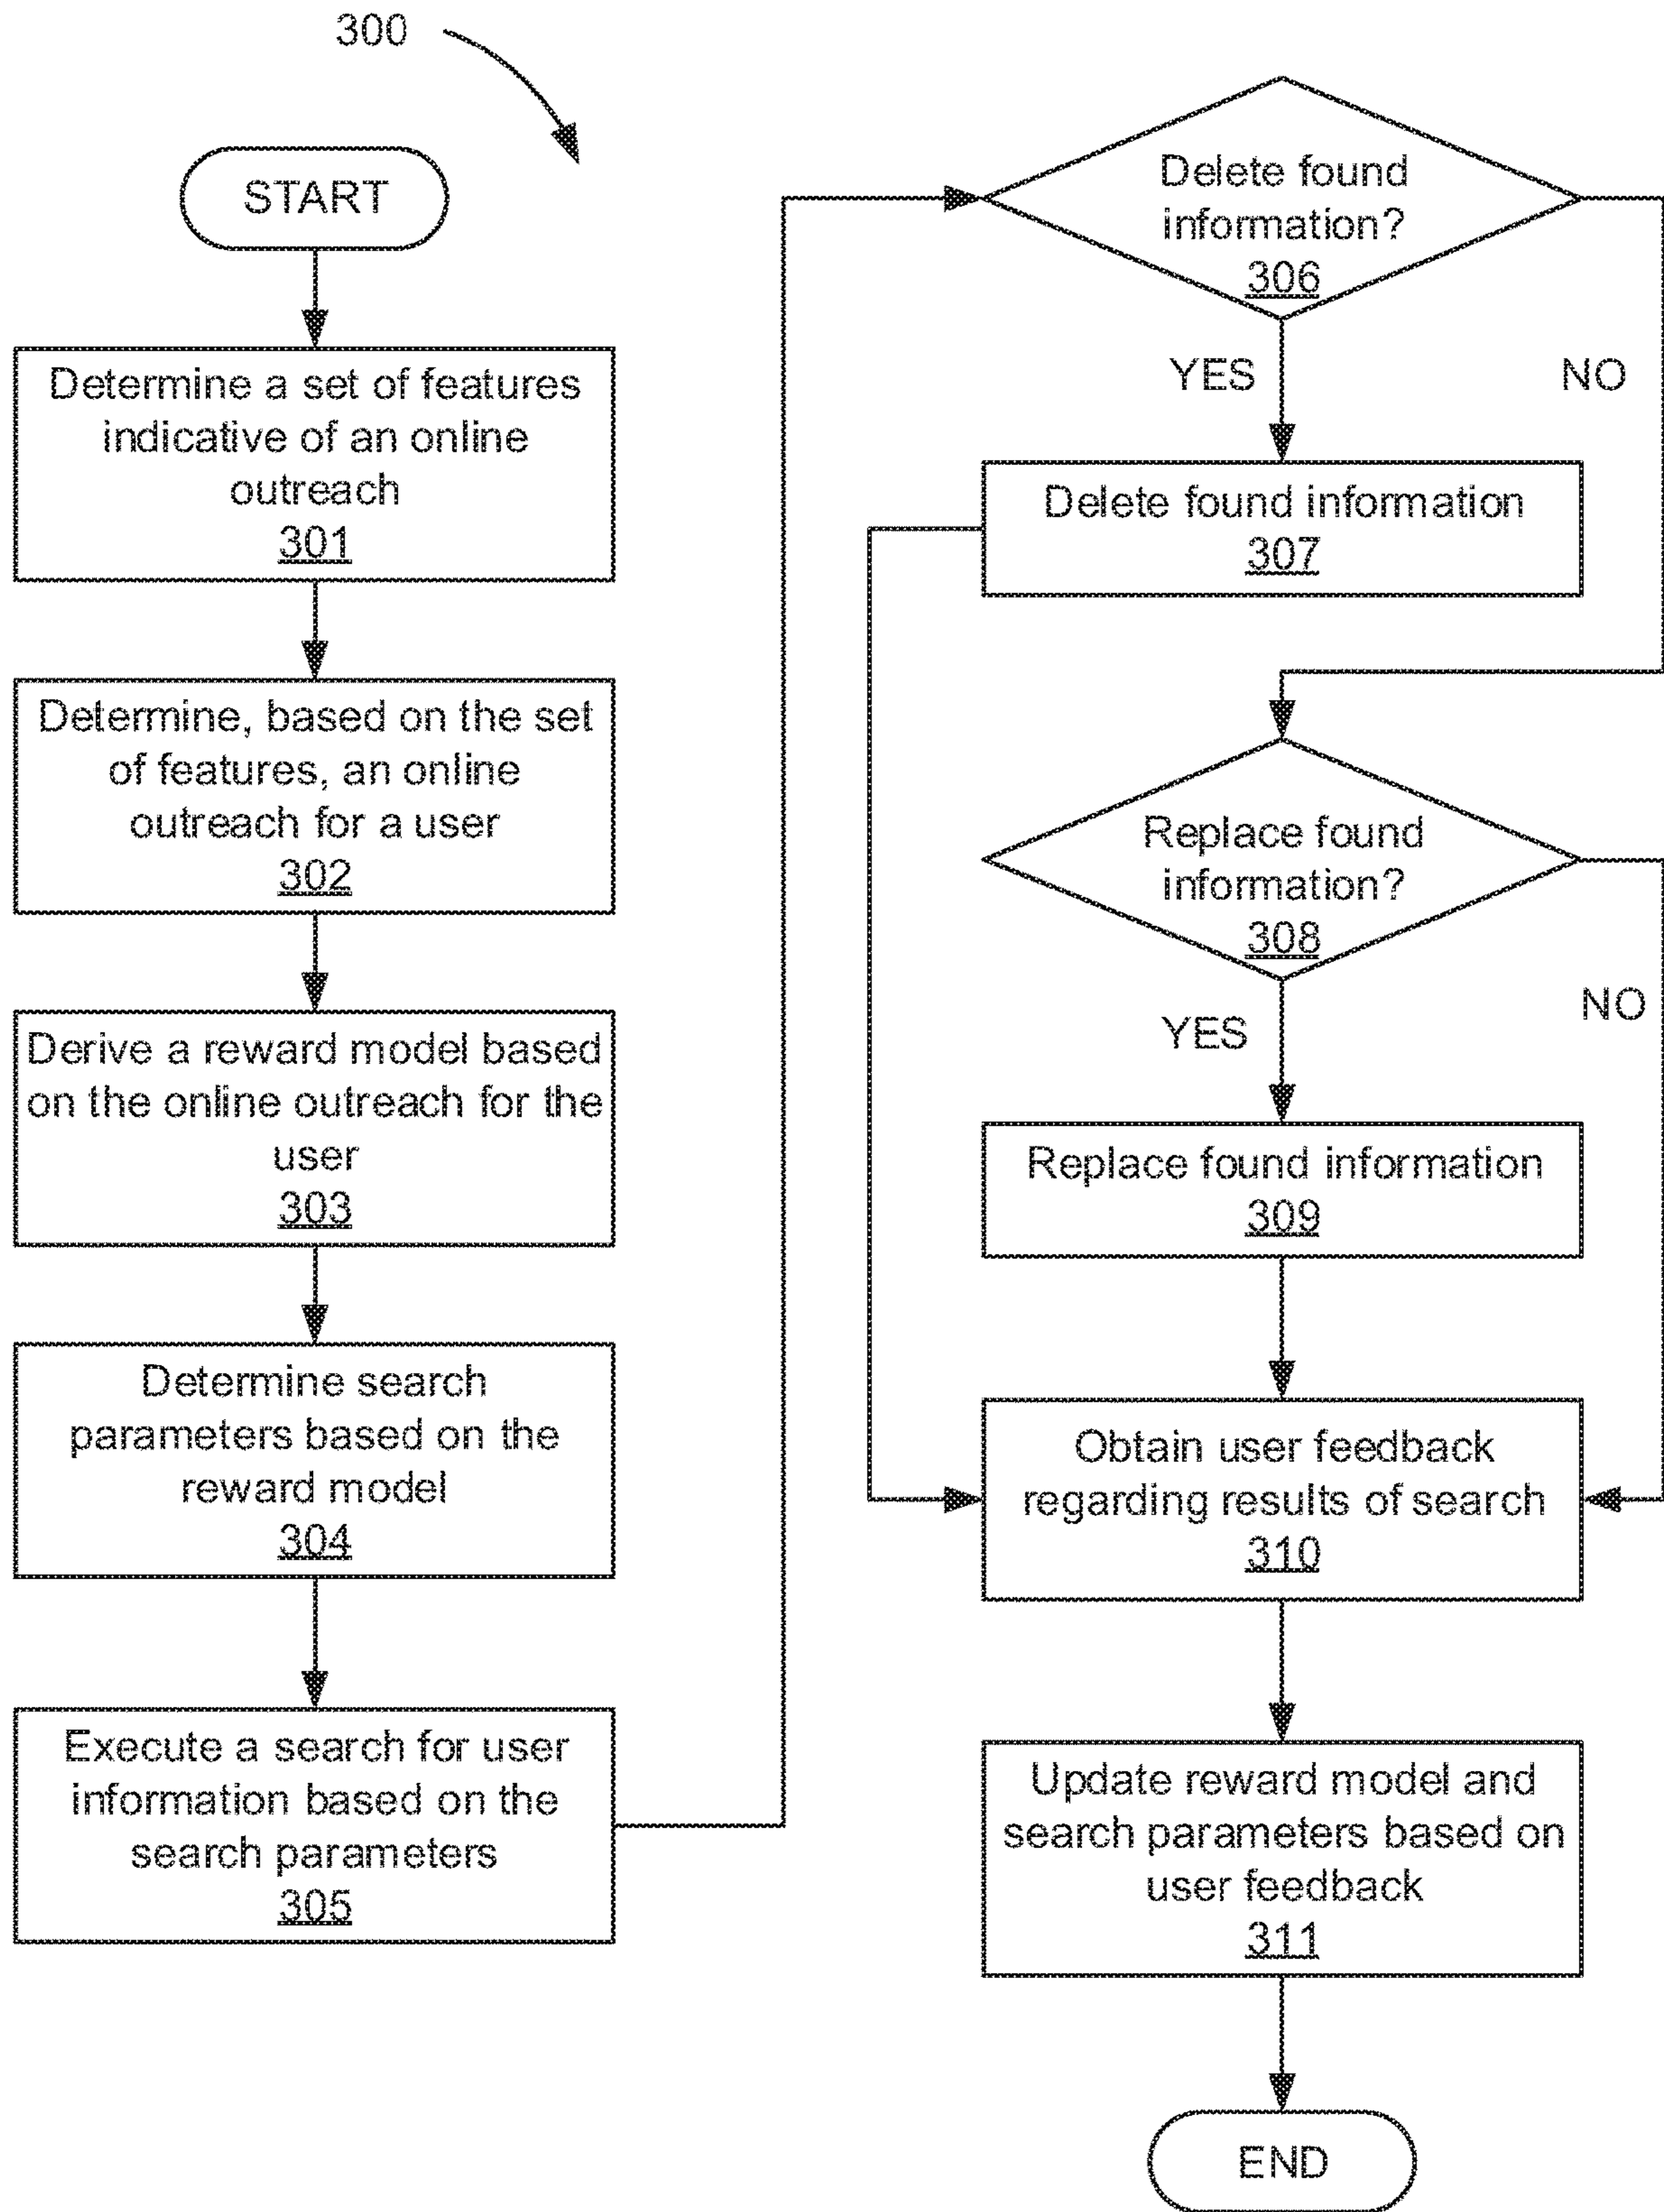 300
START
Determine a set of features
indicative of an online
outreach
301
Determine, based on the set
of features, an online
outreach for a user
302
Derive a reward model based
on the online outreach for the
user
303
Determine search
parameters based on the
reward model
304
Execute a search for user
information based on the
search parameters
305
Delete found
information?
306
YES
NO
Delete found information
307
Replace found
information?
308
YES
NO
Replace found information
309
Obtain user feedback
regarding results of search
310
Update reward model and
search parameters based on
user feedback
311
END